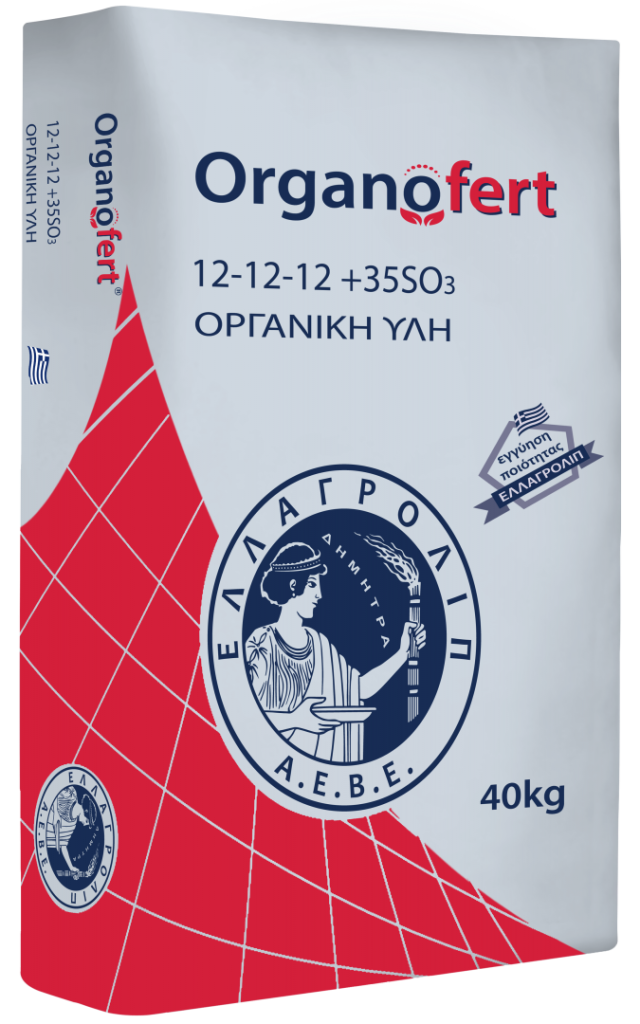 Organofert
12-12-12 +35SO₃
ΟΡΓΑΝΙΚΗ ΥΛΗ
εγγύηση
ποιότητας
ΕΛΛΑΓΡΟΛΙΠ
ΕΛΛΑΓΡΟΛΙΠ
ΔΗΜΗΤΡΑ
Α.Ε.Β.Ε.
40kg
Organofert®
12-12-12 +35SO₃
ΟΡΓΑΝΙΚΗ ΥΛΗ
ΕΛΛΑΓΡΟΛΙΠ
ΔΗΜΗΤΡΑ
Α.Ε.Β.Ε.